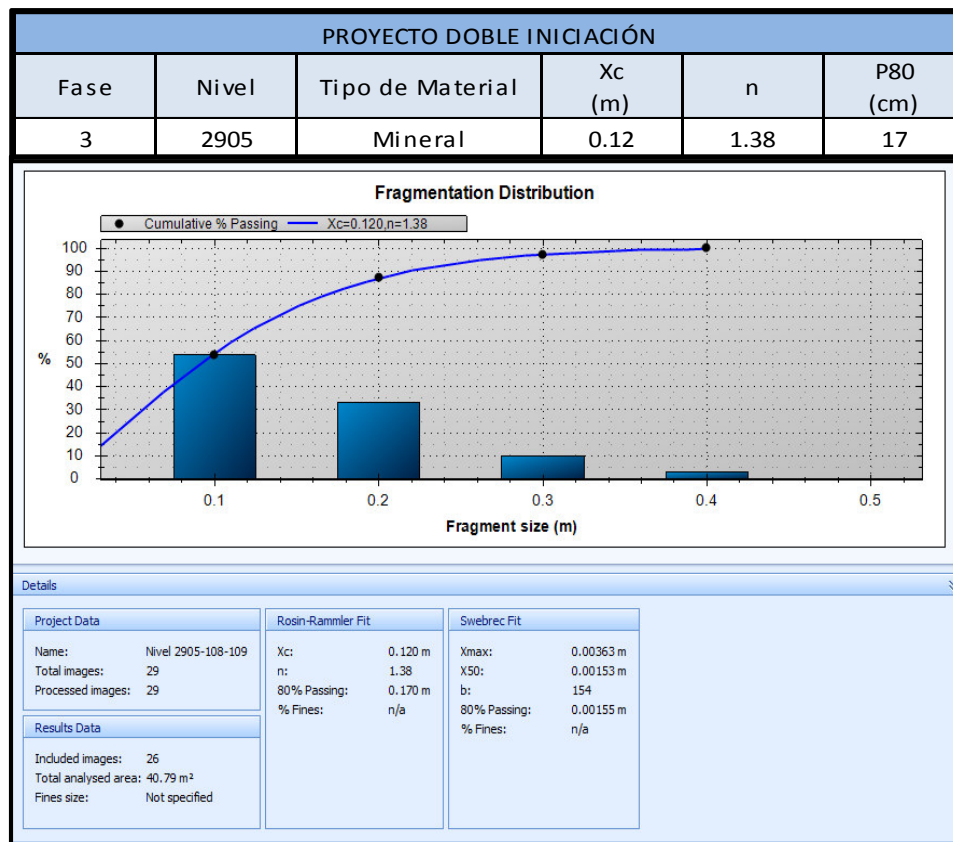 PROYECTO DOBLE INICIACIÓN
Fase Nivel Tipo de Material Xc (m) n P80 (cm)
3 2905 Mineral 0.12 1.38 17
Fragmentation Distribution
Cumulative % Passing Xc=0.120,n=1.38
100
90
80
70
60
50
40
30
20
10
0
%
0.1 0.2 0.3 0.4 0.5
Fragment size (m)
Details
Project Data
Name: Nivel 2905-108-109
Total images: 29
Processed images: 29
Results Data
Included images: 26
Total analysed area: 40.79 m²
Fines size: Not specified
Rosin-Rammler Fit
Xc: 0.120 m
n: 1.38
80% Passing: 0.170 m
% Fines: n/a
Swebrec Fit
Xmax: 0.00363 m
X50: 0.00153 m
b: 154
80% Passing: 0.00155 m
% Fines: n/a